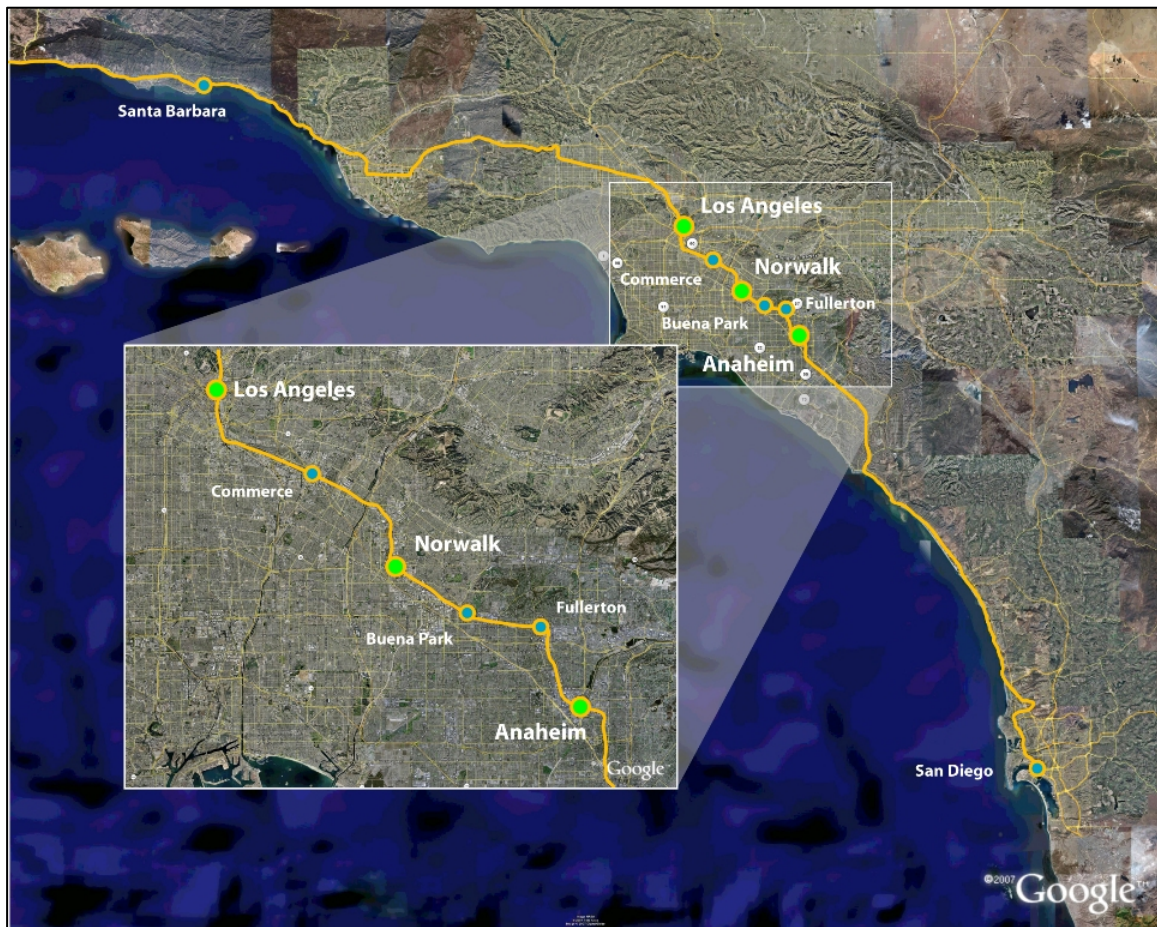 Santa Barbara
Los Angeles
Norwalk
Commerce
Fullerton
Buena Park
Anaheim
Los Angeles
Commerce
Norwalk
Fullerton
Buena Park
Anaheim
Google
San Diego
©2007 Google™